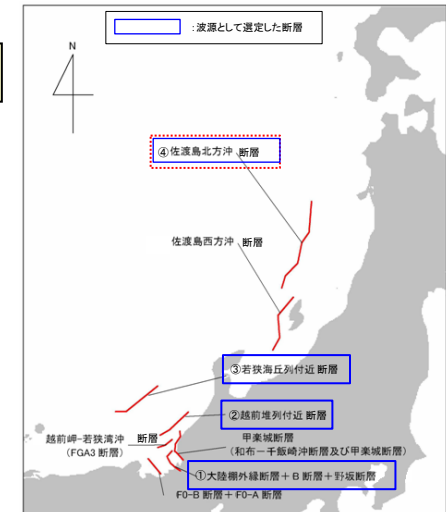 :波源として選定した断層
N
④佐渡島北方沖 断層
佐渡島西方沖 断層
③若狭海丘列付近 断層
②越前堆列付近 断層
越前岬-若狭湾沖 断層
(FGA3 断層)
甲楽城断層
(和布ー干飯崎沖断層及び甲楽城断層)
①大陸棚外縁断層+B 断層+野坂断層
F0-B 断層+F0-A 断層